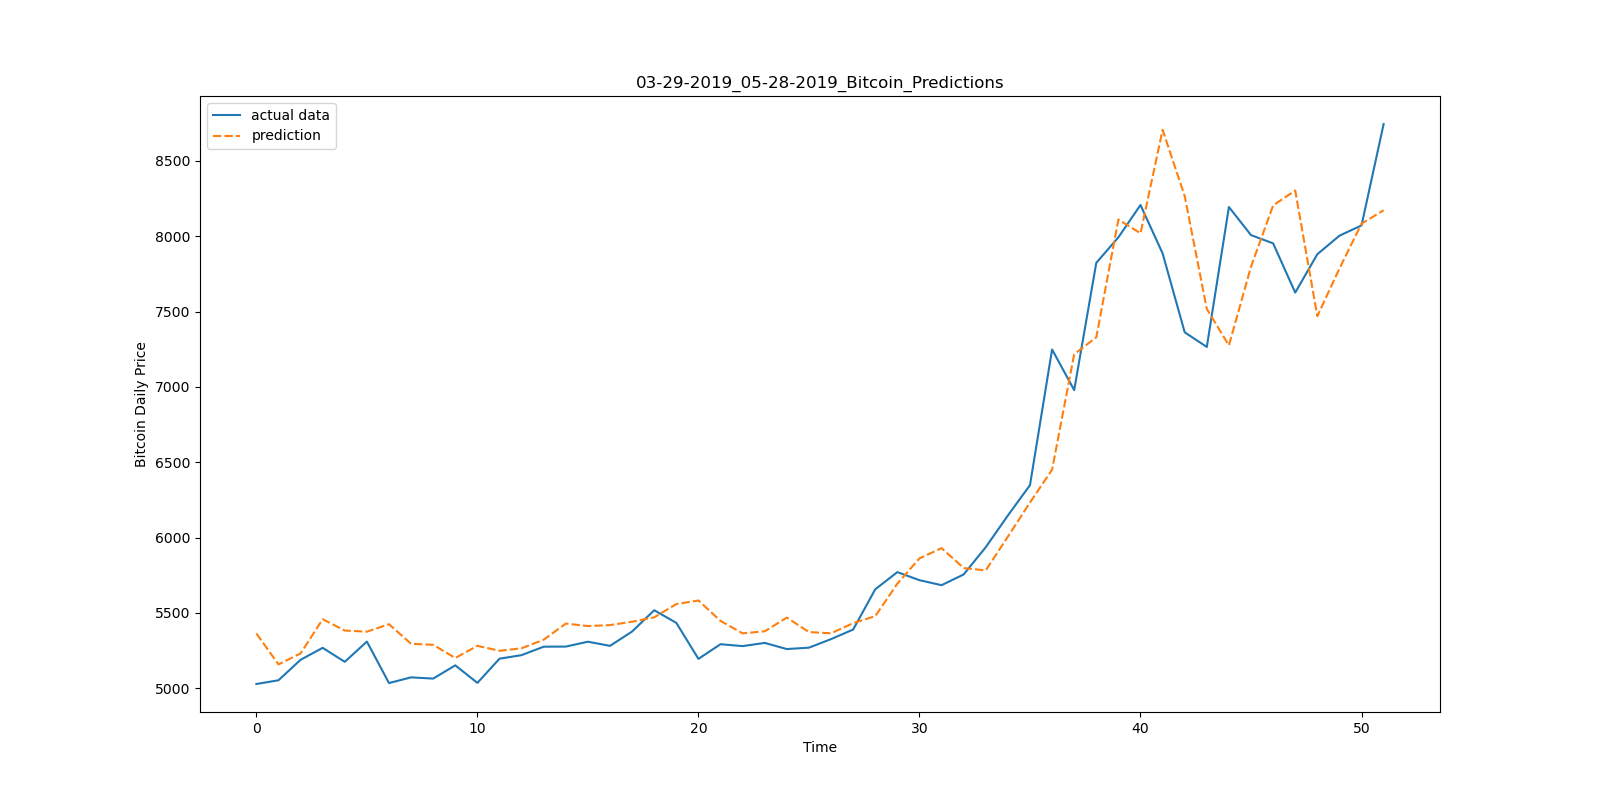 03-29-2019_05-28-2019_Bitcoin_Predictions
actual data
prediction
Bitcoin Daily Price
8500
8000
7500
7000
6500
6000
5500
5000
0 10 20 30 40 50
Time